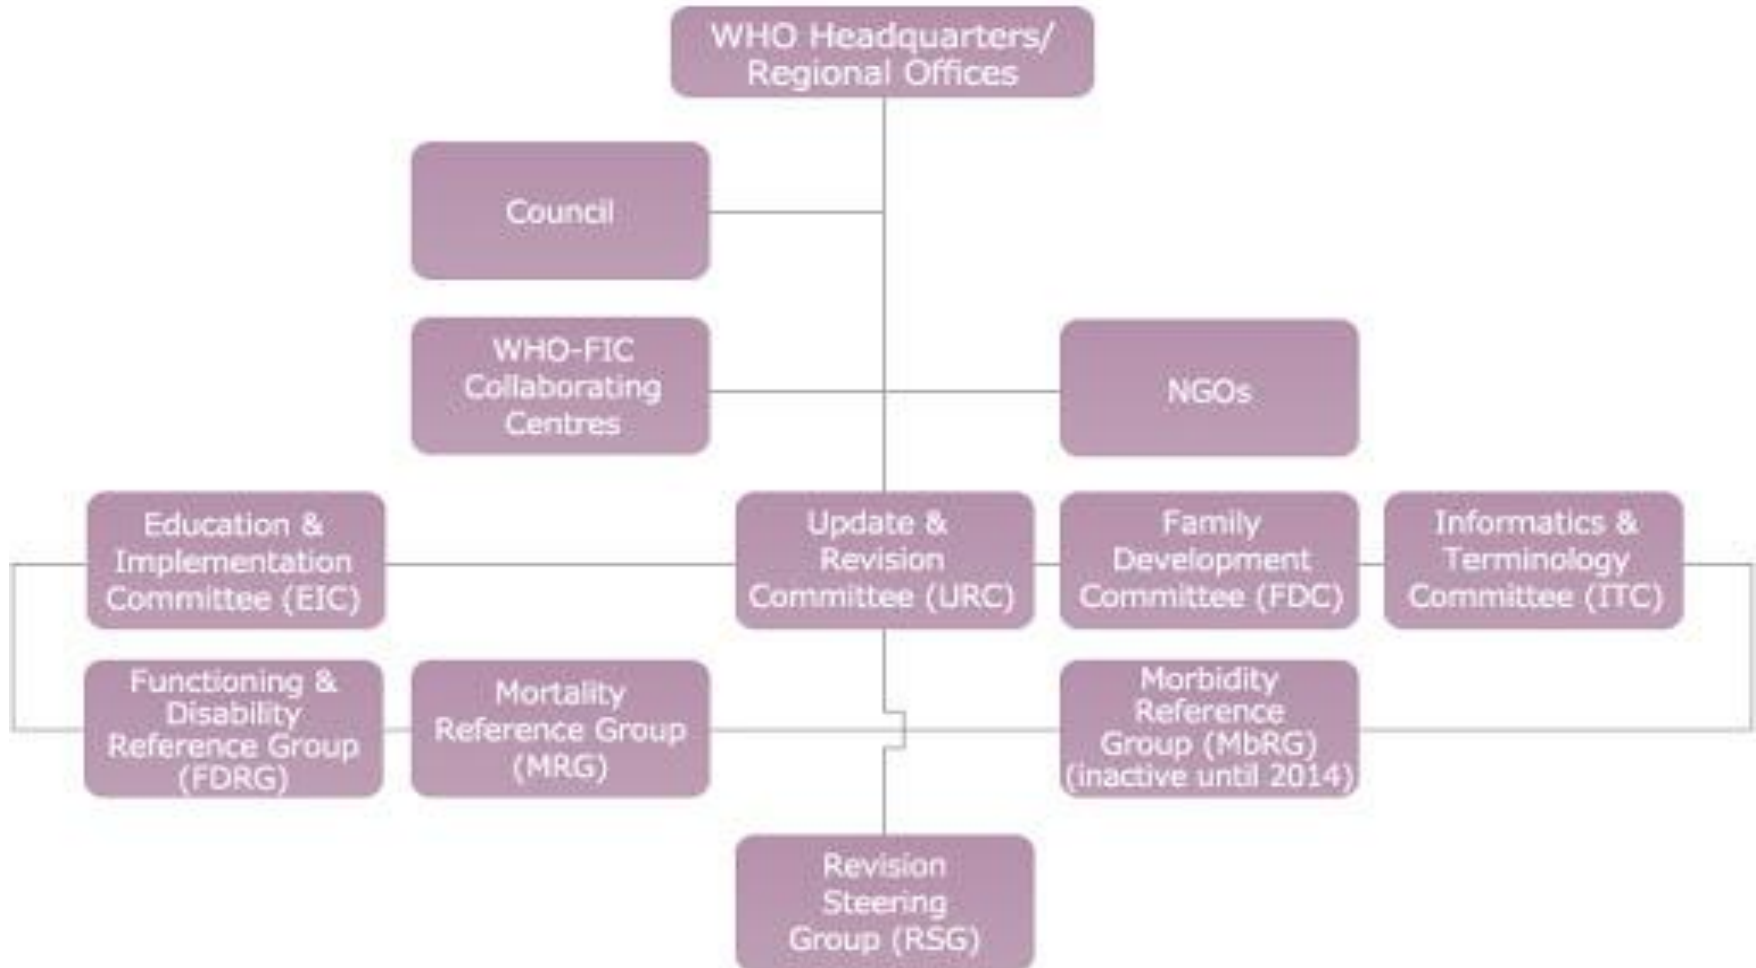 WHO Headquarters/
Regional Offices
Council
WHO-FIC
Collaborating
Centres
NGOs
Education &
Implementation
Committee (EIC)
Update &
Revision
Committee (URC)
Family
Development
Committee (FDC)
Informatics &
Terminology
Committee (ITC)
Functioning &
Disability
Reference Group
(FDRG)
Mortality
Reference Group
(MRG)
Morbidity
Reference
Group (MbRG)
(inactive until 2014)
Revision
Steering
Group (RSG)